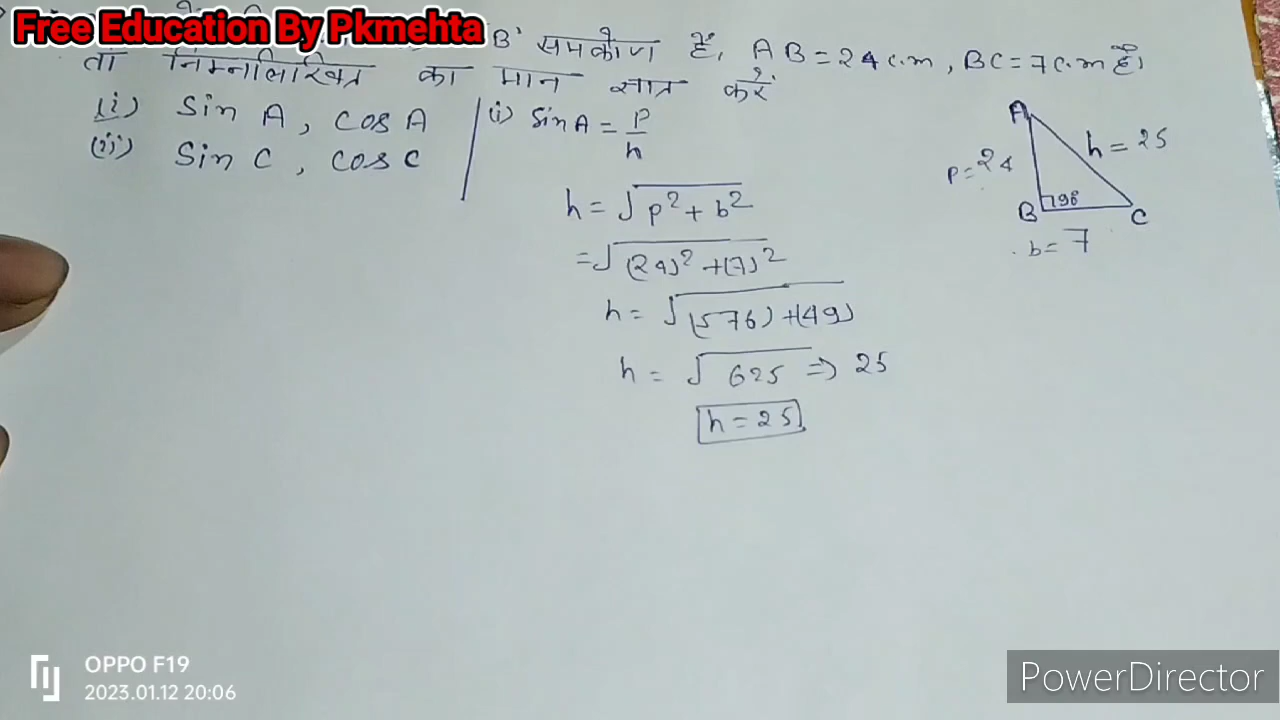 Free Education By Pkmehta
B' समकोण है, AB = 24 c.m, BC = 7 c.m है।
तो निम्नलिखित का मान ज्ञात करें
(i) Sin A, cos A
(ii) Sin C, cos C
(i) Sin A = p/h
h = √p² + b²
= √(24)² + (7)²
h = √(576) + (49)
h = √625 => 25
h = 25
A
h = 25
p = 24
B
90°
C
b = 7
OPPO F19
2023.01.12 20:06
PowerDirector